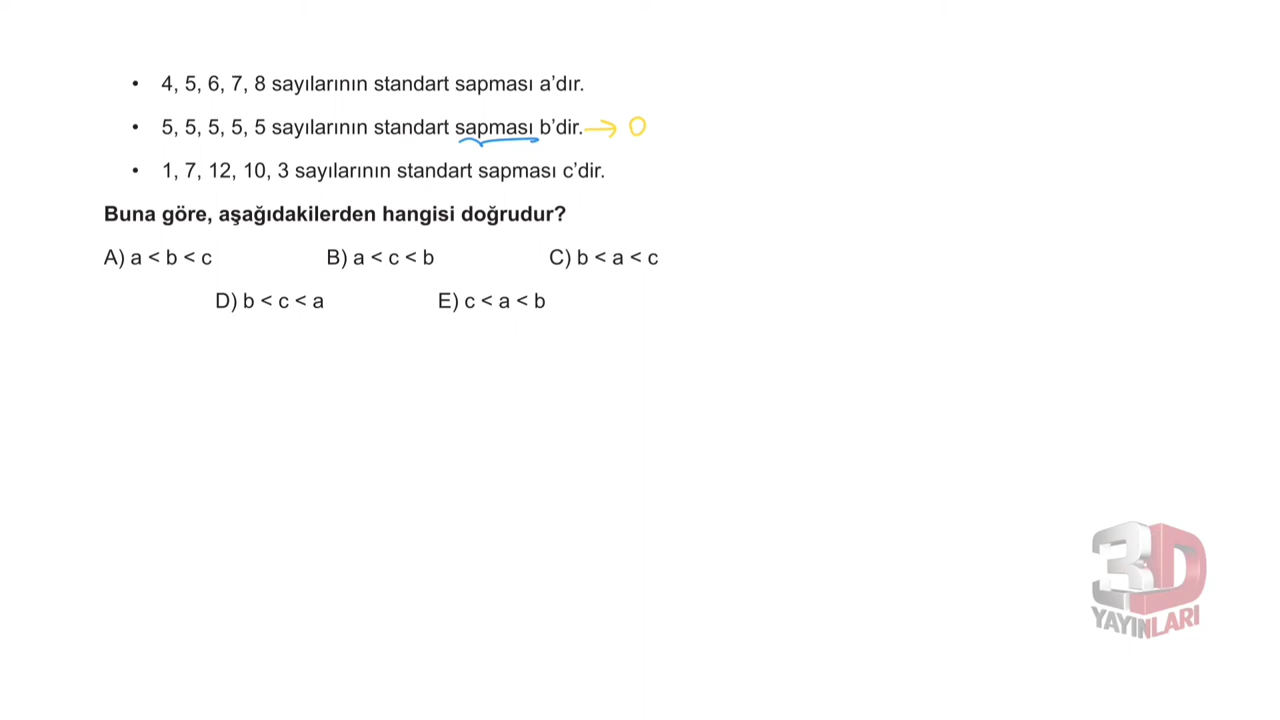 • 4, 5, 6, 7, 8 sayılarının standart sapması a’dır.
• 5, 5, 5, 5, 5 sayılarının standart sapması b’dir. → 0
• 1, 7, 12, 10, 3 sayılarının standart sapması c’dir.
Buna göre, aşağıdakilerden hangisi doğrudur?
A) a < b < c B) a < c < b C) b < a < c
D) b < c < a E) c < a < b
3D
YAYINLARI